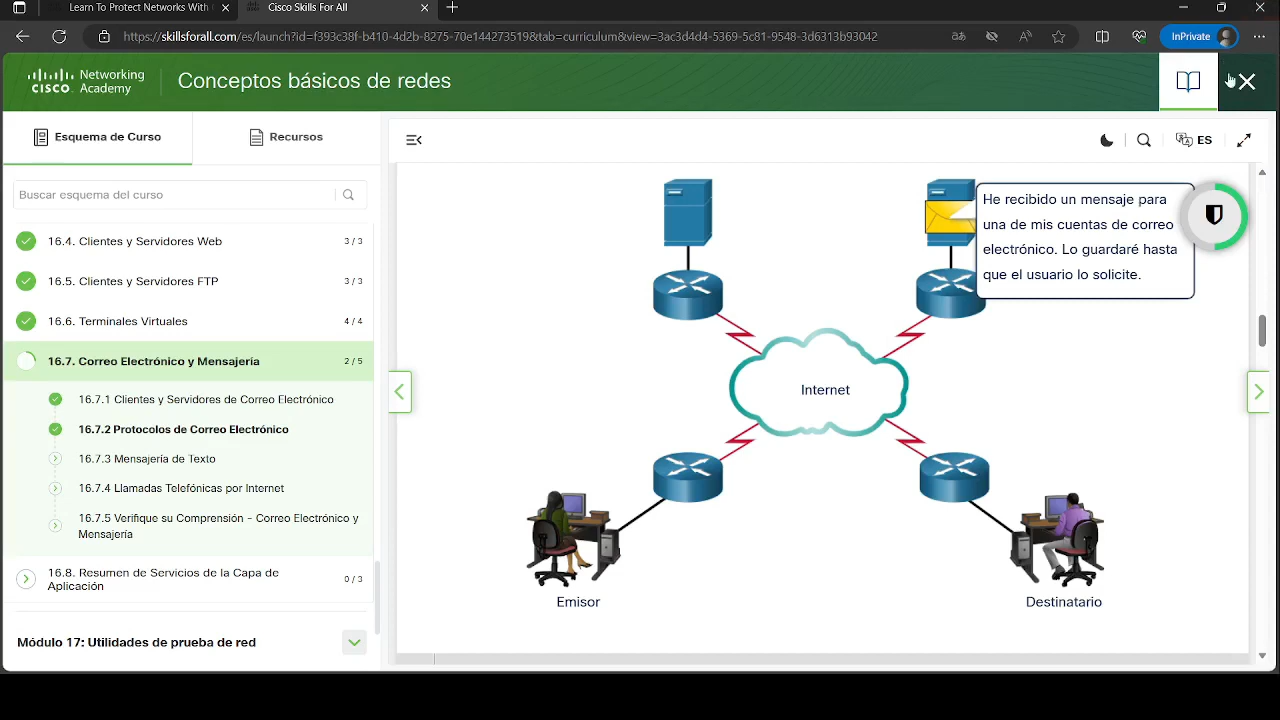 Learn To Protect Networks With
Cisco Skills For All
https://skillsforall.com/es/launch?id=f393c38f-b410-4d2b-8275-70e144273519&tab=curriculum&view=3ac3d4d4-5369-5c81-9548-3d6313b93042
InPrivate
CISCO
Networking
Academy
Conceptos básicos de redes
Esquema de Curso
Recursos
ES
Buscar esquema del curso
16.4. Clientes y Servidores Web 3 / 3
16.5. Clientes y Servidores FTP 3 / 3
16.6. Terminales Virtuales 4 / 4
16.7. Correo Electrónico y Mensajería 2 / 5
16.7.1 Clientes y Servidores de Correo Electrónico
16.7.2 Protocolos de Correo Electrónico
16.7.3 Mensajería de Texto
16.7.4 Llamadas Telefónicas por Internet
16.7.5 Verifique su Comprensión - Correo Electrónico y
Mensajería
16.8. Resumen de Servicios de la Capa de
Aplicación 0 / 3
Módulo 17: Utilidades de prueba de red
He recibido un mensaje para
una de mis cuentas de correo
electrónico. Lo guardaré hasta
que el usuario lo solicite.
Internet
Emisor
Destinatario